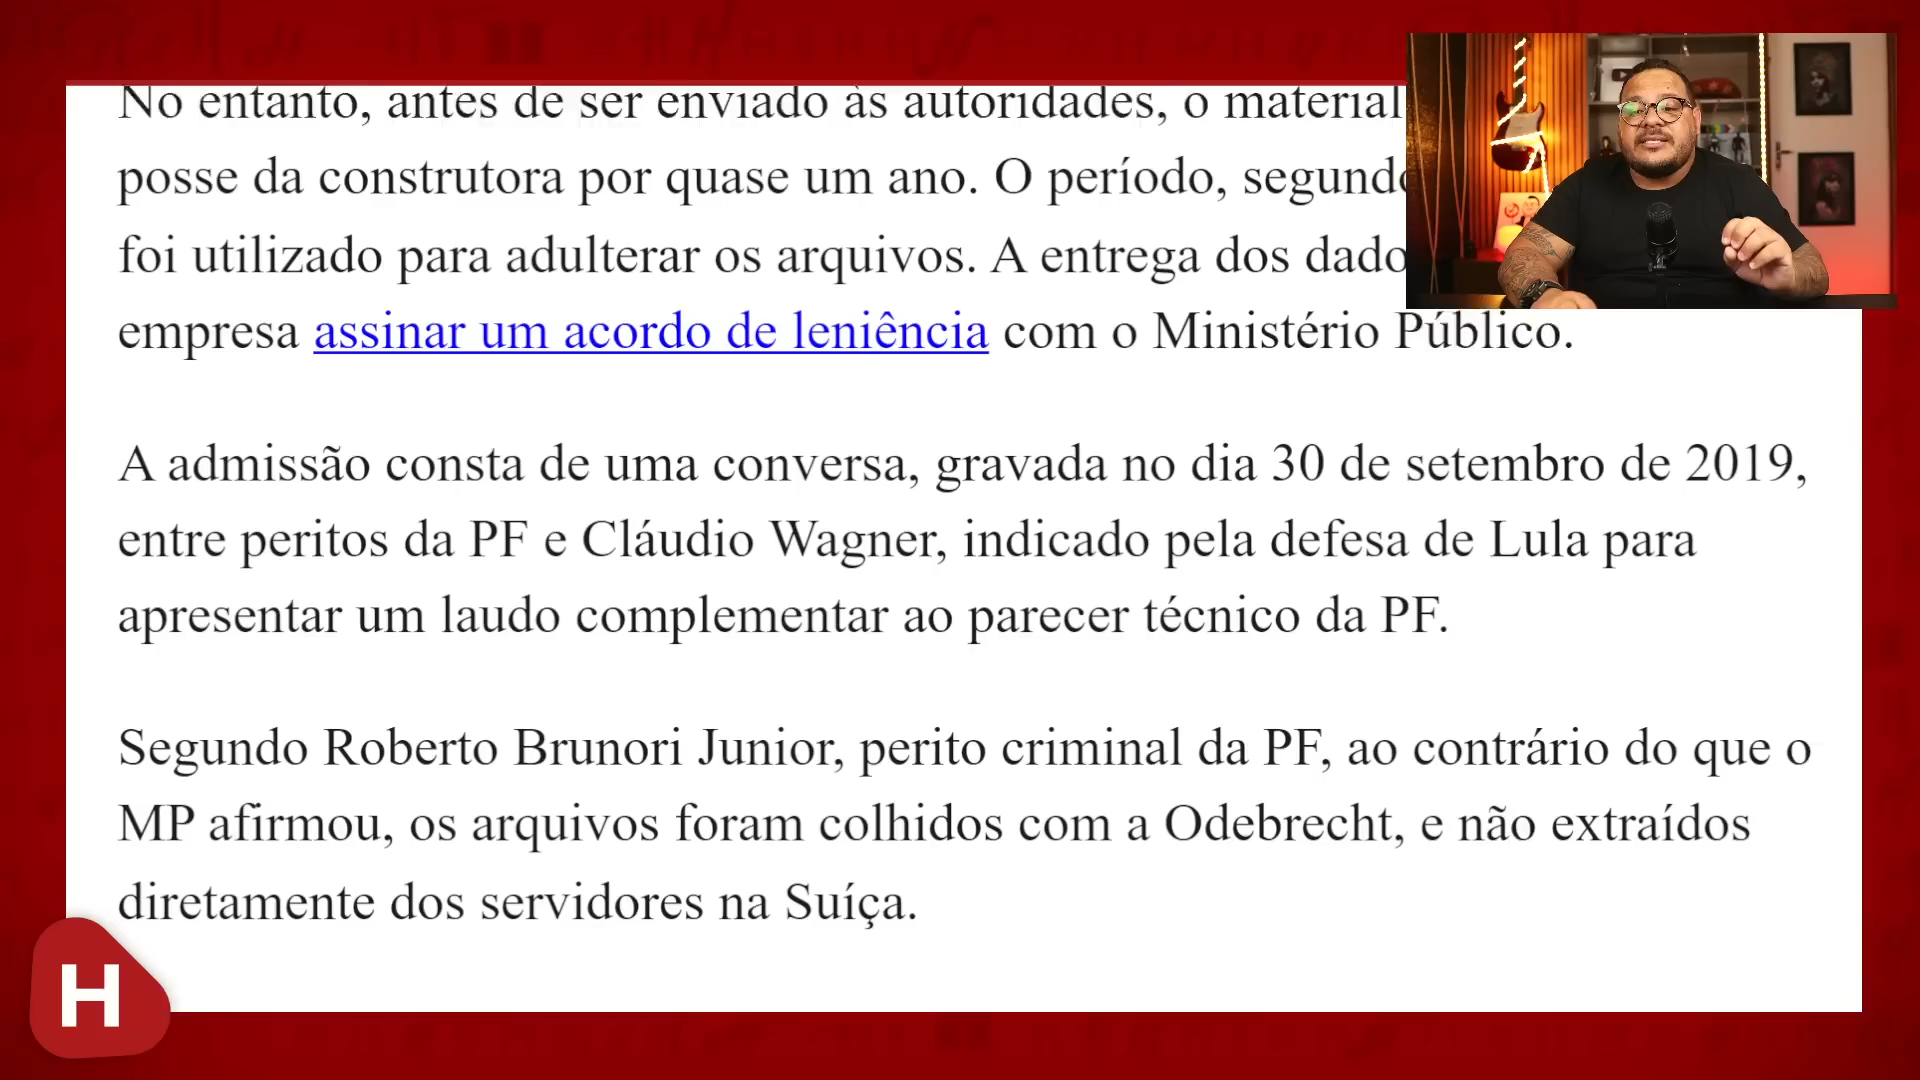 No entanto, antes de ser enviado às autoridades, o material
posse da construtora por quase um ano. O período, segundo
foi utilizado para adulterar os arquivos. A entrega dos dado
empresa assinar um acordo de leniência com o Ministério Público.
A admissão consta de uma conversa, gravada no dia 30 de setembro de 2019,
entre peritos da PF e Cláudio Wagner, indicado pela defesa de Lula para
apresentar um laudo complementar ao parecer técnico da PF.
Segundo Roberto Brunori Junior, perito criminal da PF, ao contrário do que o
MP afirmou, os arquivos foram colhidos com a Odebrecht, e não extraídos
diretamente dos servidores na Suíça.
H